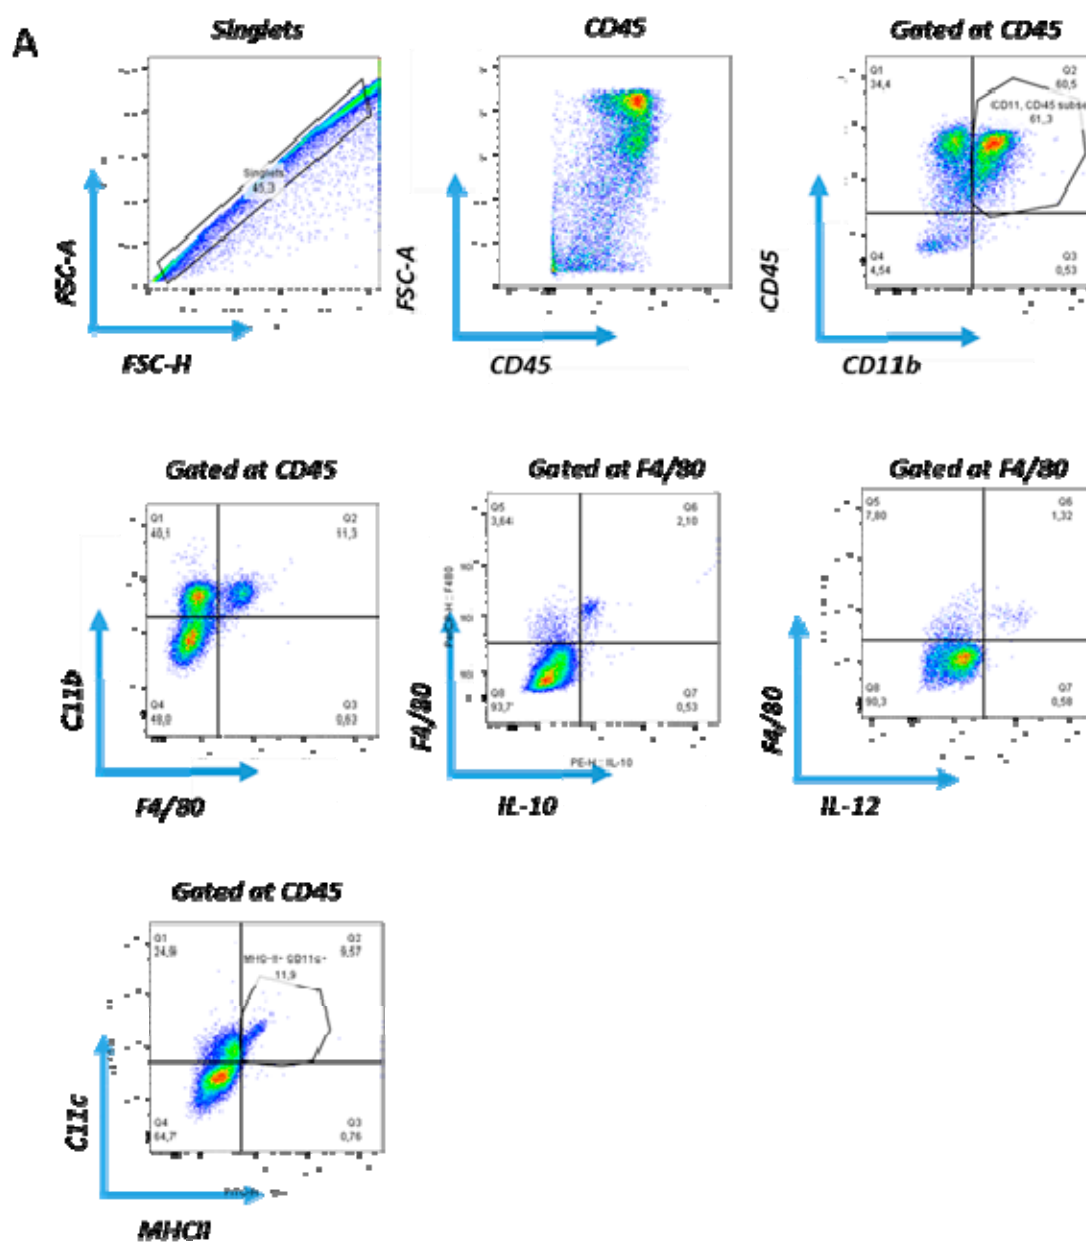 A
Singlets
CD45
Gated at CD45
Singlets
45,3
Q1
34,4
Q2
60,5
CD11, CD45 subse
61,3
Q4
4,54
Q3
0,53
FSC-A
FSC-H
FSC-A
CD45
CD45
CD11b
Gated at CD45
Gated at F4/80
Gated at F4/80
Q1
40,1
Q2
11,3
Q4
48,0
Q3
0,63
C11b
F4/80
Q5
3,64
Q6
2,10
Q8
93,7
Q7
0,53
F4/80
PE-H :: IL-10
IL-10
Q5
7,80
Q6
1,32
Q8
90,3
Q7
0,58
F4/80
IL-12
Gated at CD45
Q1
24,9
Q2
9,57
11,9
Q4
64,7
Q3
0,76
C11c
MHCII